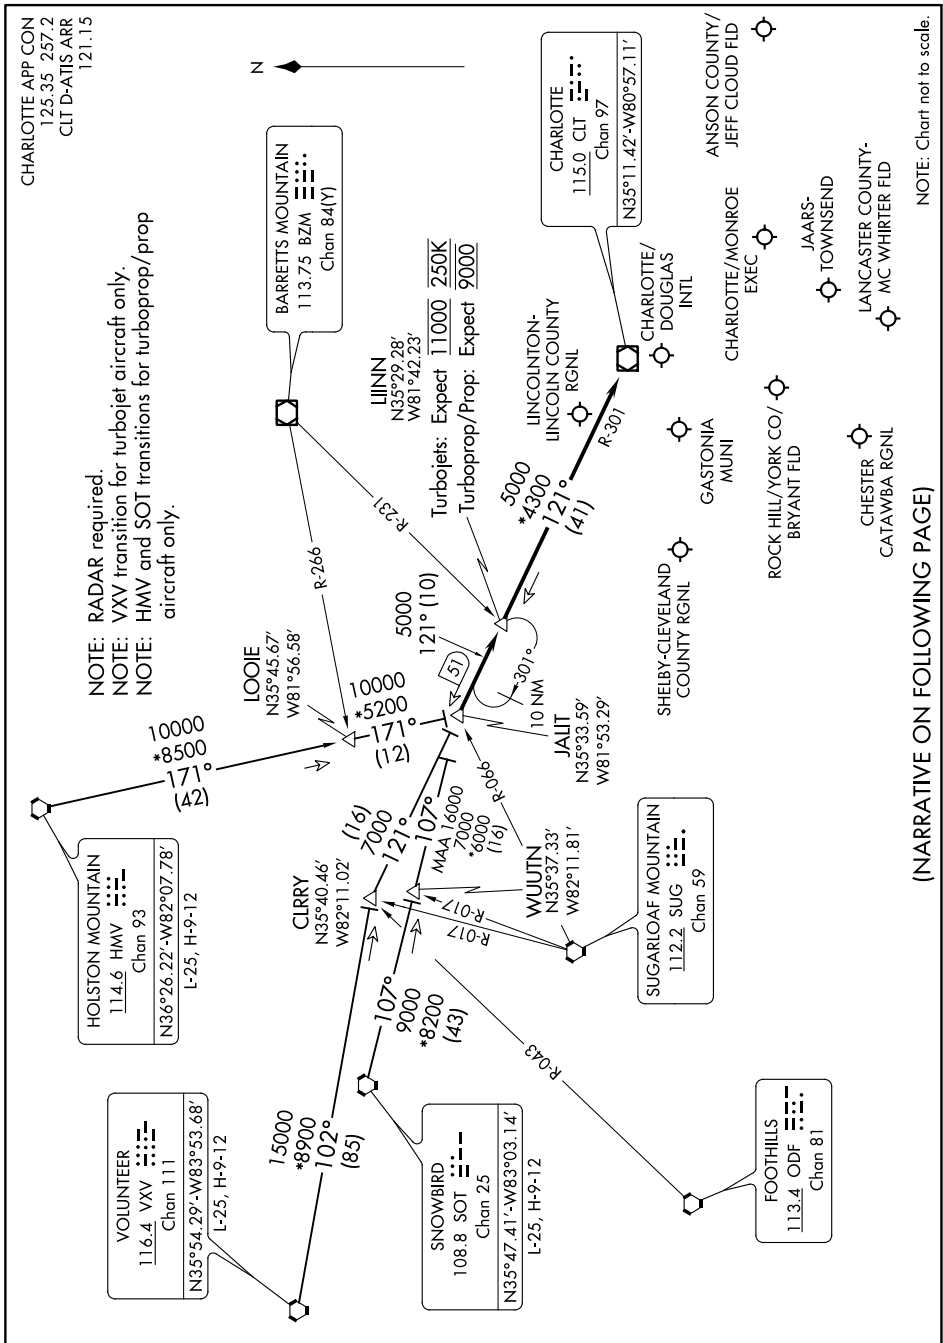 CHARLOTTE APP CON
125.35 257.2
CLT D-ATIS ARR
121.15
NOTE: RADAR required.
NOTE: VXV transition for turbojet aircraft only.
NOTE: HMV and SOT transitions for turboprop/prop
aircraft only.
N
HOLSTON MOUNTAIN
114.6 HMV
Chan 93
N36°26.22'-W82°07.78'
L-25, H-9-12
10000
*8500
171°
(42)
LOOIE
N35°45.67'
W81°56.58'
10000
*5200
171°
(12)
BARRETTS MOUNTAIN
113.75 BZM
Chan 84(Y)
R-266
R-231
VOLUNTEER
116.4 VXV
Chan 111
N35°54.29'-W83°53.68'
L-25, H-9-12
15000
*8900
102°
(85)
CLRRY
N35°40.46'
W82°11.02'
(16)
7000
121°
107°
MAA 16000
7000
*6000
(16)
SNOWBIRD
108.8 SOT
Chan 25
N35°47.41'-W83°03.14'
L-25, H-9-12
107°
9000
*8200
(43)
WUUTN
N35°37.33'
W82°11.81'
R-017
R-017
R-066
SUGARLOAF MOUNTAIN
112.2 SUG
Chan 59
R-043
FOOTHILLS
113.4 ODF
Chan 81
JALIT
N35°33.59'
W81°53.29'
5000
121° (10)
51
301°
10 NM
LIINN
N35°29.28'
W81°42.23'
Turbojets: Expect 11000 250K
Turboprop/Prop: Expect 9000
5000
*4300
121°
(41)
R-301
CHARLOTTE
115.0 CLT
Chan 97
N35°11.42'-W80°57.11'
LINCOLNTON-
LINCOLN COUNTY
RGNL
CHARLOTTE/
DOUGLAS
INTL
SHELBY-CLEVELAND
COUNTY RGNL
GASTONIA
MUNI
CHARLOTTE/MONROE
EXEC
ANSON COUNTY/
JEFF CLOUD FLD
ROCK HILL/YORK CO/
BRYANT FLD
JAARS-
TOWNSEND
CHESTER
CATAWBA RGNL
LANCASTER COUNTY-
MC WHIRTER FLD
NOTE: Chart not to scale.
(NARRATIVE ON FOLLOWING PAGE)